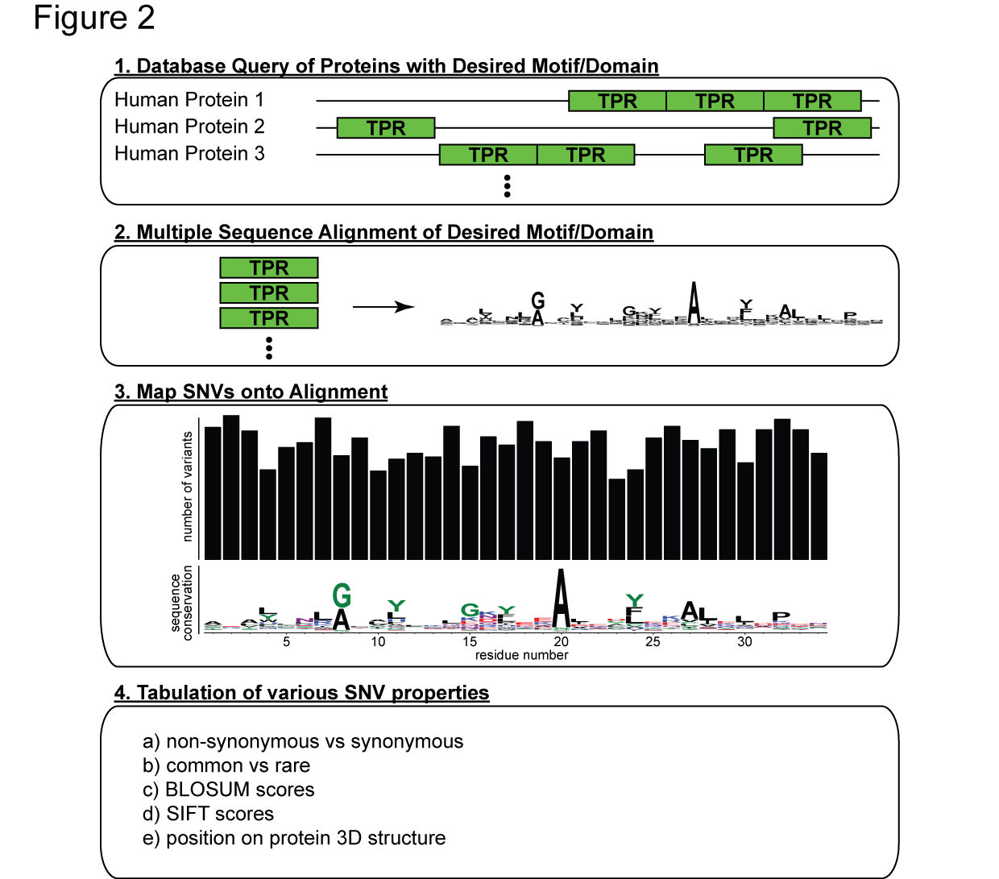 Figure 2
1. Database Query of Proteins with Desired Motif/Domain
Human Protein 1 TPR TPR TPR
Human Protein 2 TPR TPR
Human Protein 3 TPR TPR TPR
2. Multiple Sequence Alignment of Desired Motif/Domain
TPR
TPR
TPR
G A Y G Y A Y A L P
3. Map SNVs onto Alignment
number of variants
sequence
conservation
L G A Y G Y A Y F A L P
5 10 15 20 25 30
residue number
4. Tabulation of various SNV properties
a) non-synonymous vs synonymous
b) common vs rare
c) BLOSUM scores
d) SIFT scores
e) position on protein 3D structure